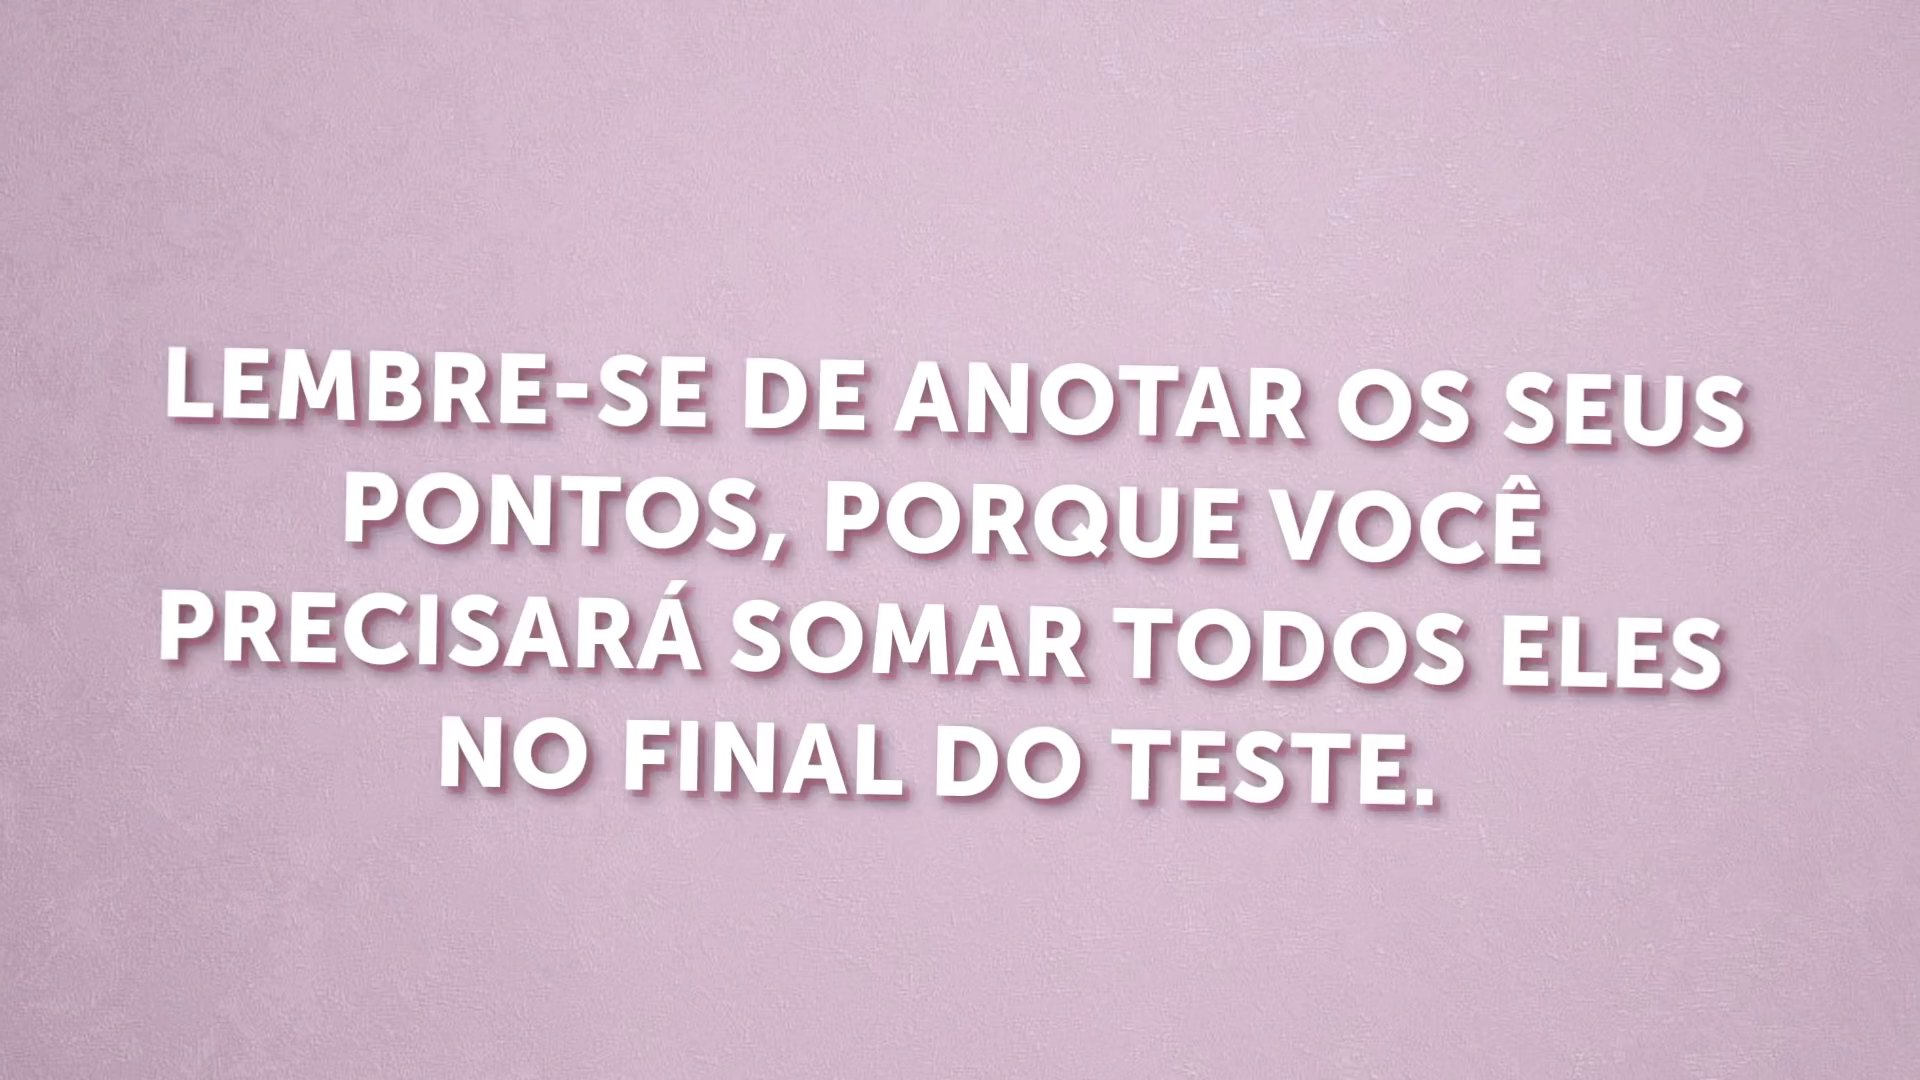 LEMBRE-SE DE ANOTAR OS SEUS
PONTOS, PORQUE VOCÊ
PRECISARÁ SOMAR TODOS ELES
NO FINAL DO TESTE.